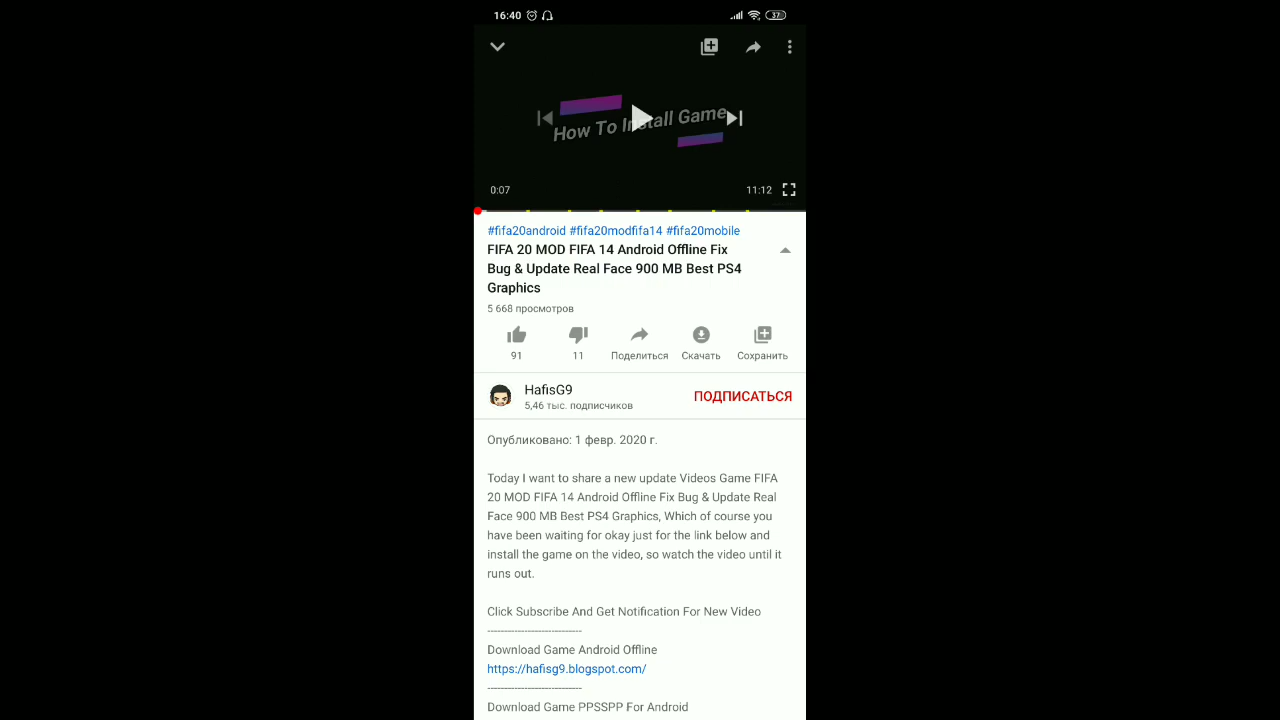 16:40
37
How To Install Game
0:07
11:12
#fifa20android #fifa20modfifa14 #fifa20mobile
FIFA 20 MOD FIFA 14 Android Offline Fix
Bug & Update Real Face 900 MB Best PS4
Graphics
5 668 просмотров
91
11
Поделиться
Скачать
Сохранить
HafisG9
5,46 тыс. подписчиков
ПОДПИСАТЬСЯ
Опубликовано: 1 февр. 2020 г.
Today I want to share a new update Videos Game FIFA
20 MOD FIFA 14 Android Offline Fix Bug & Update Real
Face 900 MB Best PS4 Graphics, Which of course you
have been waiting for okay just for the link below and
install the game on the video, so watch the video until it
runs out.
Click Subscribe And Get Notification For New Video
----------------------------
Download Game Android Offline
https://hafisg9.blogspot.com/
----------------------------
Download Game PPSSPP For Android